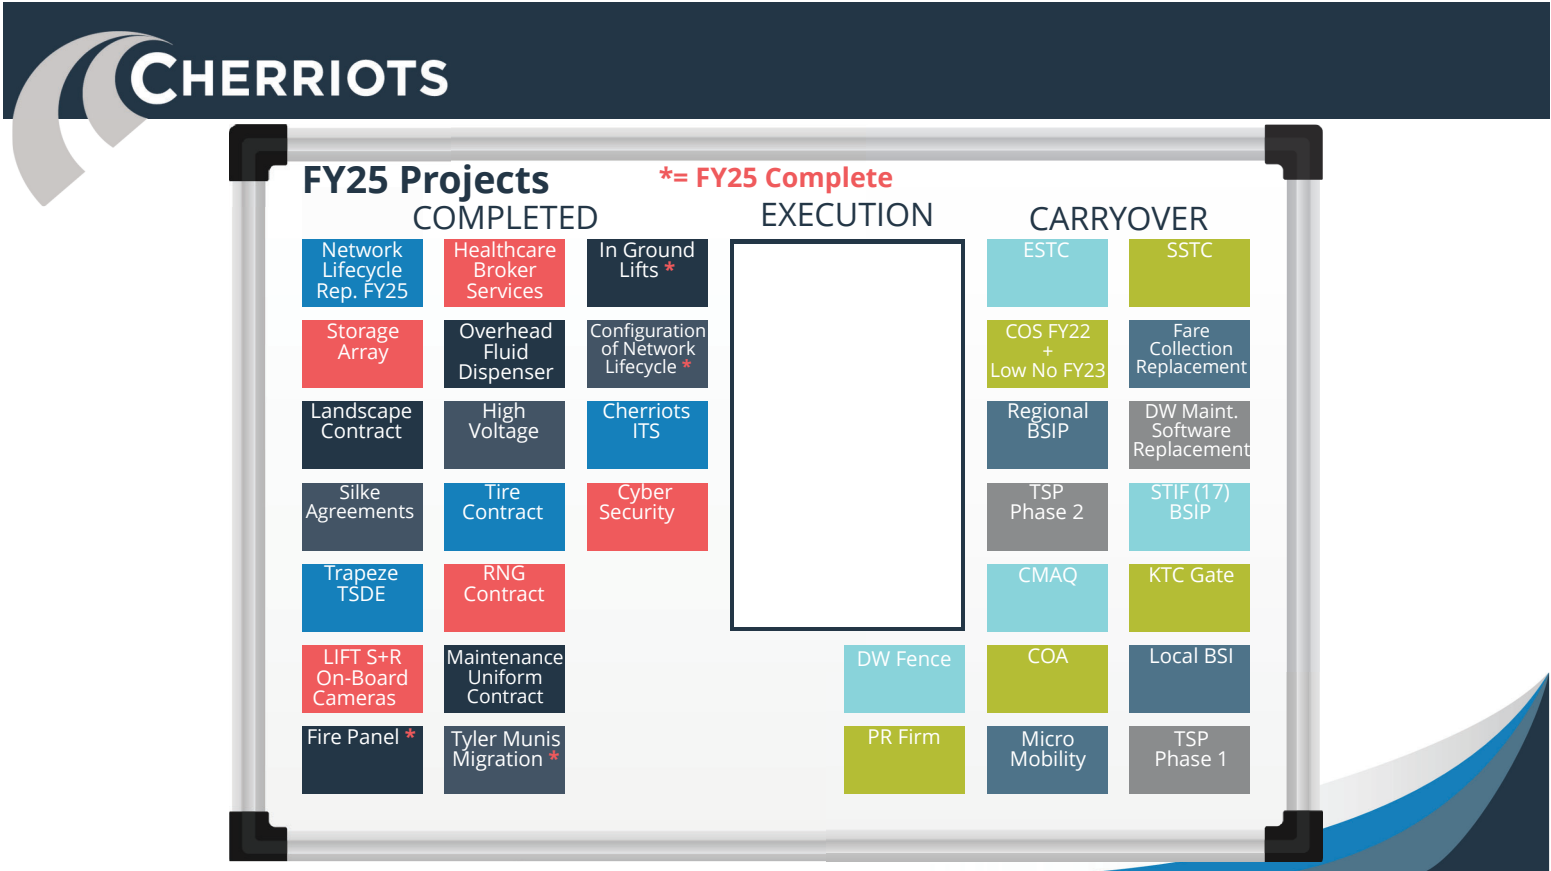 CHERRIOTS
FY25 Projects
*= FY25 Complete
COMPLETED
EXECUTION
CARRYOVER
Network
Lifecycle
Rep. FY25
Healthcare
Broker
Services
In Ground
Lifts *
ESTC
SSTC
Storage
Array
Overhead
Fluid
Dispenser
Configuration
of Network
Lifecycle *
COS FY22
+
Low No FY23
Fare
Collection
Replacement
Landscape
Contract
High
Voltage
Cherriots
ITS
Regional
BSIP
DW Maint.
Software
Replacement
Silke
Agreements
Tire
Contract
Cyber
Security
TSP
Phase 2
STIF (17)
BSIP
Trapeze
TSDE
RNG
Contract
CMAQ
KTC Gate
LIFT S+R
On-Board
Cameras
Maintenance
Uniform
Contract
DW Fence
COA
Local BSI
Fire Panel *
Tyler Munis
Migration *
PR Firm
Micro
Mobility
TSP
Phase 1